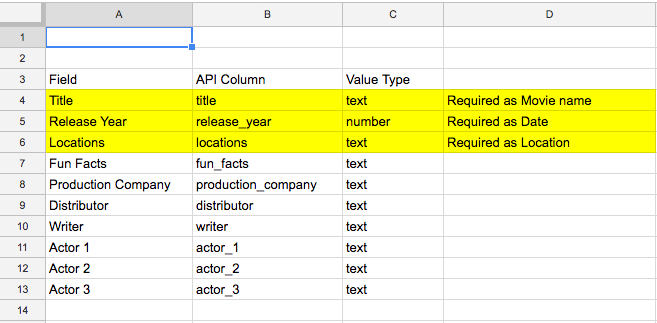 A B C D
1
2
3 Field API Column Value Type
4 Title title text Required as Movie name
5 Release Year release_year number Required as Date
6 Locations locations text Required as Location
7 Fun Facts fun_facts text
8 Production Company production_company text
9 Distributor distributor text
10 Writer writer text
11 Actor 1 actor_1 text
12 Actor 2 actor_2 text
13 Actor 3 actor_3 text
14